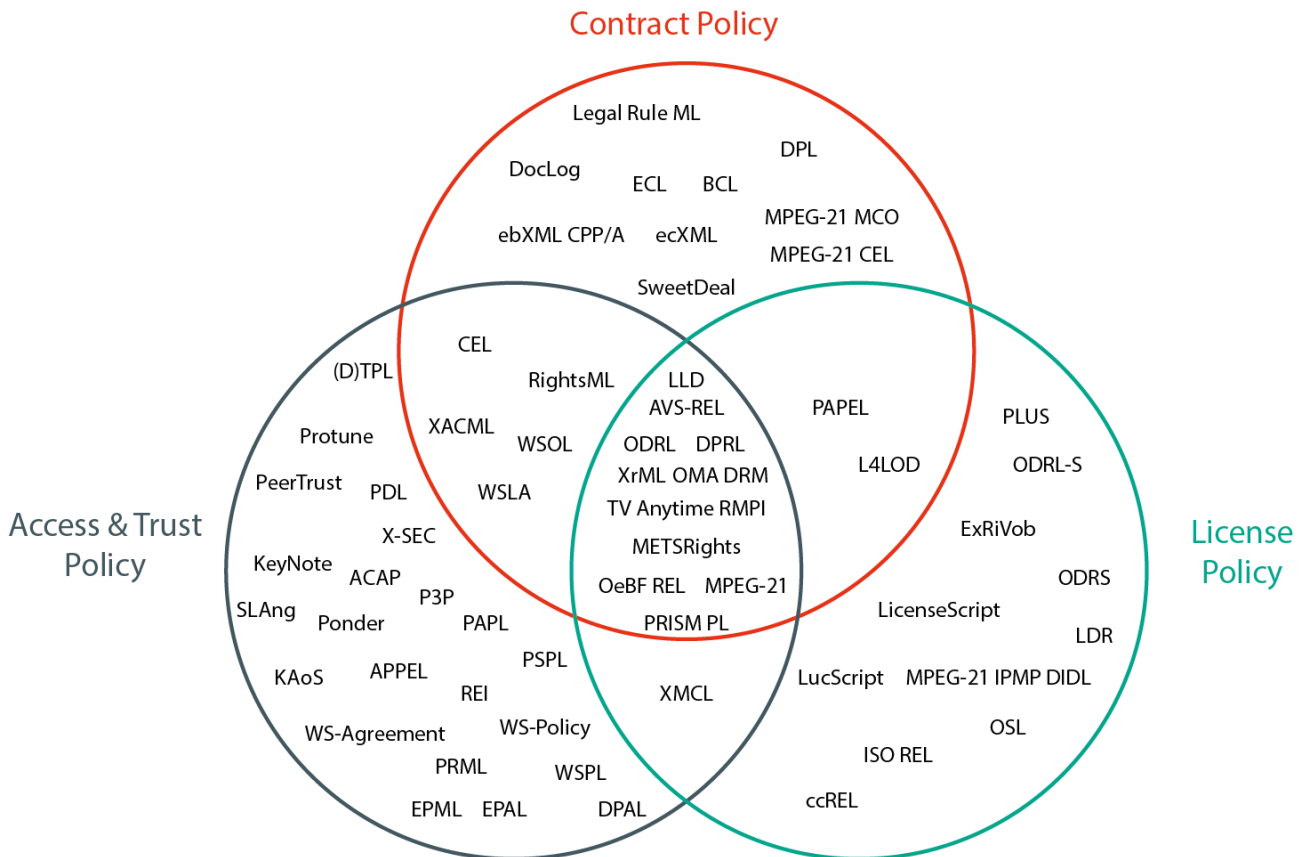 Contract Policy
Legal Rule ML
DPL
DocLog
ECL
BCL
MPEG-21 MCO
ebXML CPP/A
ecXML
MPEG-21 CEL
SweetDeal
CEL
(D)TPL
RightsML
LLD
AVS-REL
PAPEL
PLUS
XACML
Protune
WSOL
ODRL
DPRL
L4LOD
ODRL-S
XrML
OMA DRM
PeerTrust
PDL
WSLA
TV Anytime RMPI
Access & Trust
Policy
X-SEC
ExRiVob
License
Policy
METSRights
KeyNote
ACAP
P3P
OeBF REL
MPEG-21
ODRS
SLAng
Ponder
PAPL
PRISM PL
LicenseScript
LDR
PSPL
KAoS
APPEL
REI
XMCL
LucScript
MPEG-21 IPMP DIDL
WS-Agreement
WS-Policy
OSL
PRML
WSPL
ISO REL
EPML
EPAL
DPAL
ccREL